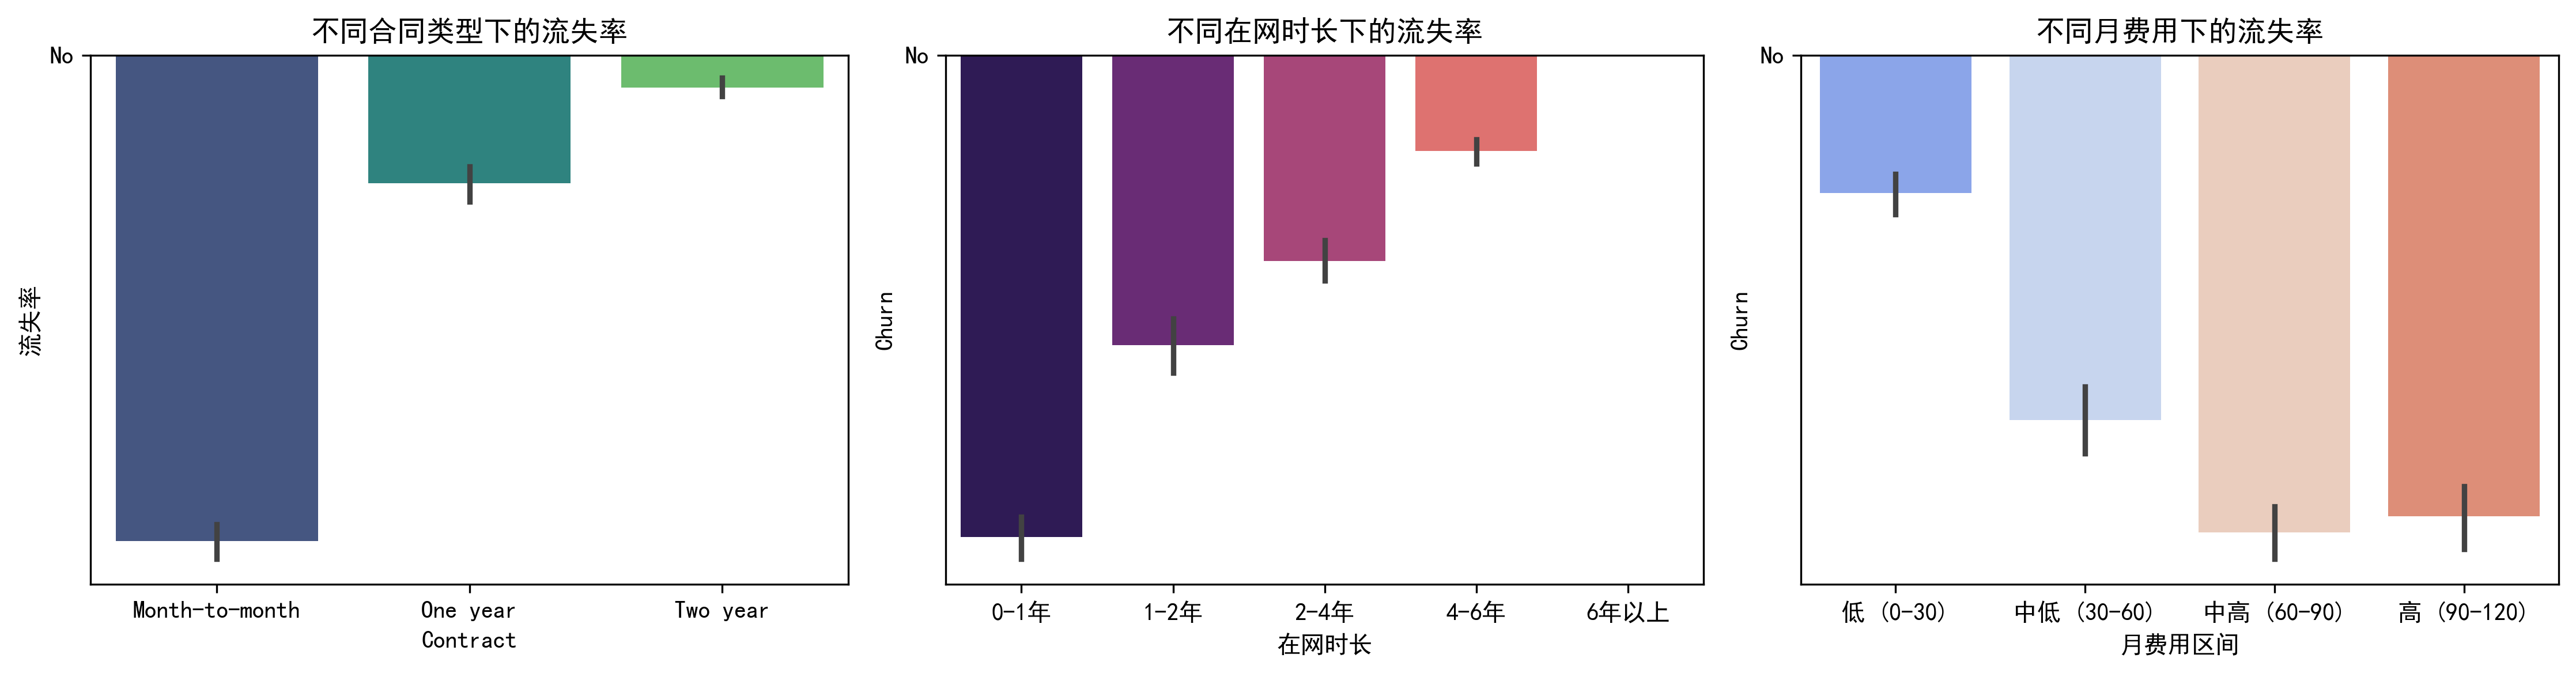 不同合同类型下的流失率
No
流失率
Month-to-month One year Two year
Contract
不同在网时长下的流失率
No
Churn
0-1年 1-2年 2-4年 4-6年 6年以上
在网时长
不同月费用下的流失率
No
Churn
低 (0-30) 中低 (30-60) 中高 (60-90) 高 (90-120)
月费用区间